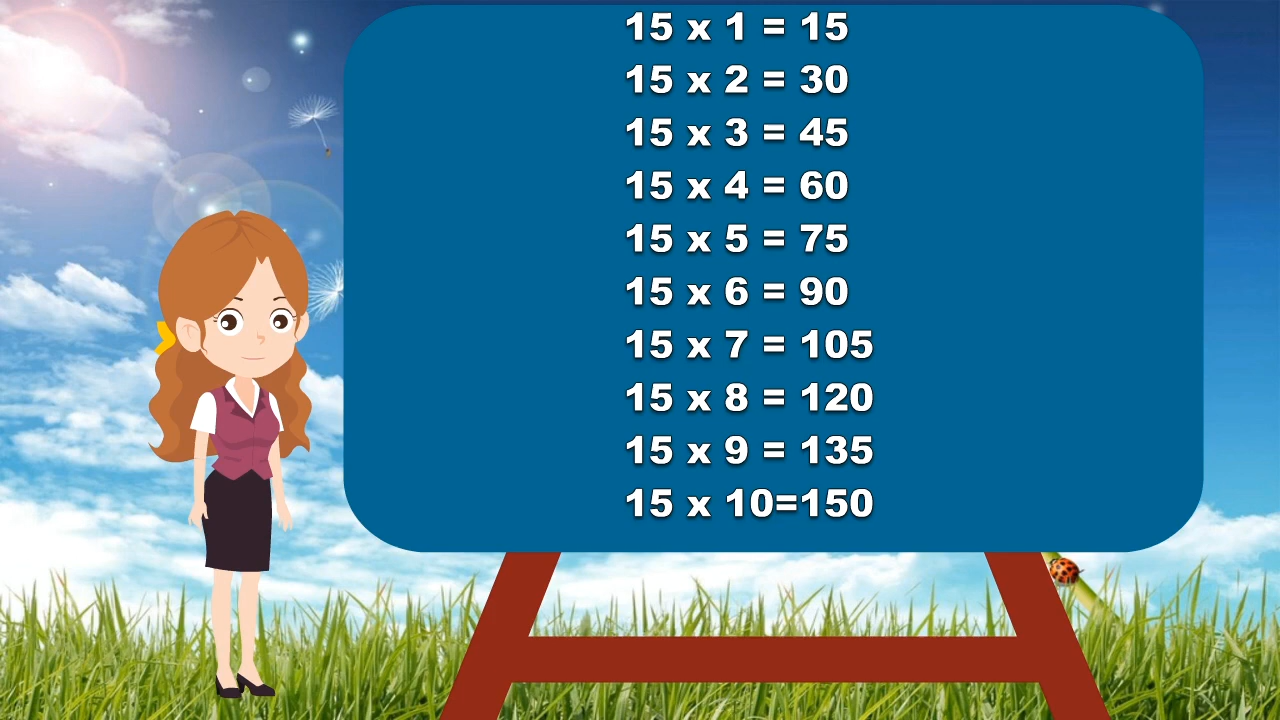 15 x 1 = 15
15 x 2 = 30
15 x 3 = 45
15 x 4 = 60
15 x 5 = 75
15 x 6 = 90
15 x 7 = 105
15 x 8 = 120
15 x 9 = 135
15 x 10=150